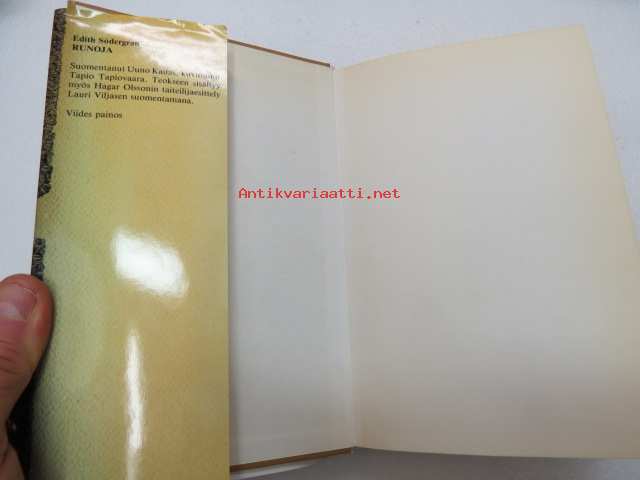 Edith Södergran
RUNOJA
Suomentanut Uuno Kailas, kuvittanut
Tapio Tapiovaara. Teokseen sisältyy
myös Hagar Olssonin taiteilijaesittely
Lauri Viljasen suomentamana.
Viides painos
Antikvariaatti.net